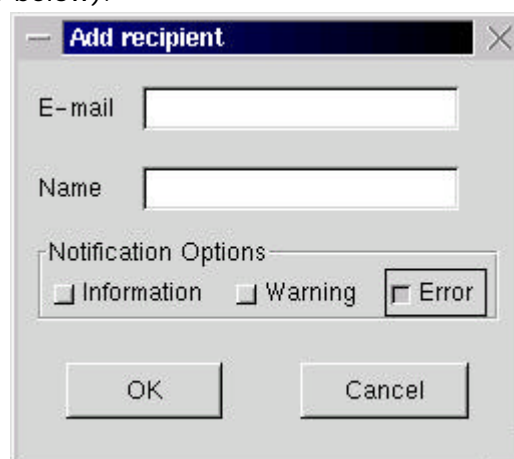 below).
Add recipient
E-mail
Name
Notification Options
Information Warning Error
OK Cancel